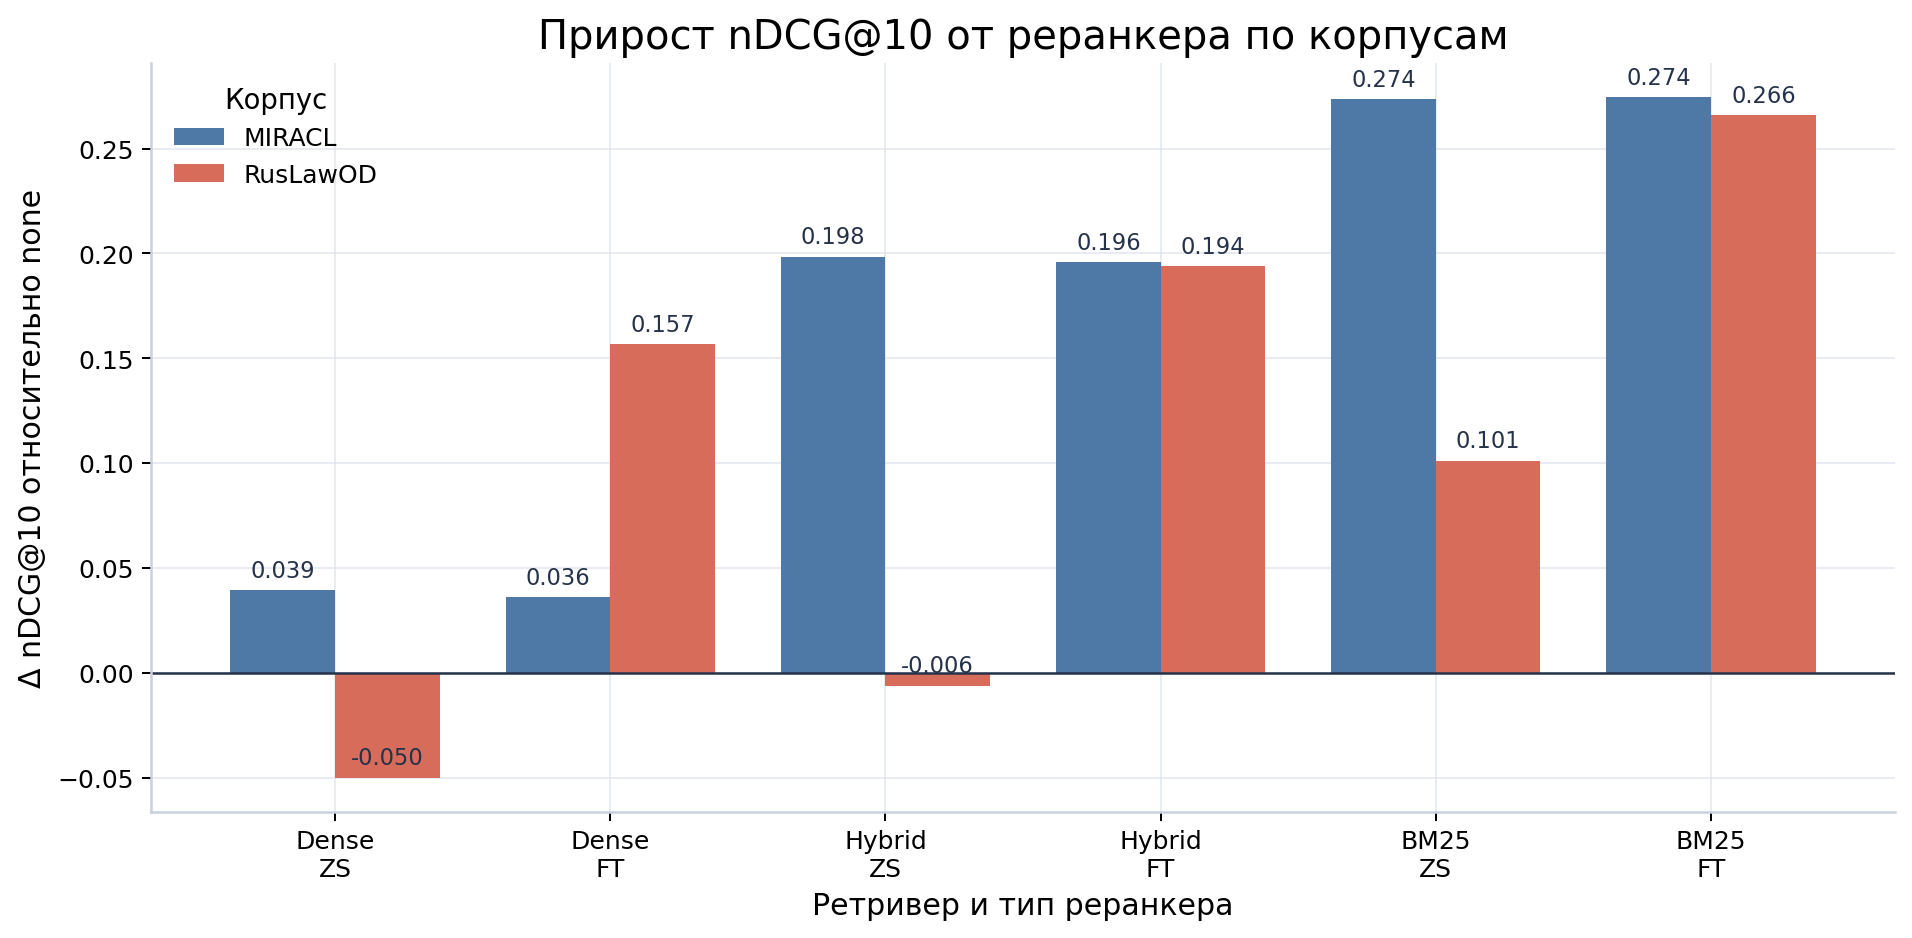 Прирост nDCG@10 от реранкера по корпусам
Корпус
MIRACL
RusLawOD
Δ nDCG@10 относительно none
0.25
0.20
0.15
0.10
0.05
0.00
−0.05
0.039
-0.050
0.036
0.157
0.198
-0.006
0.196
0.194
0.274
0.101
0.274
0.266
Dense
ZS
Dense
FT
Hybrid
ZS
Hybrid
FT
BM25
ZS
BM25
FT
Ретривер и тип реранкера